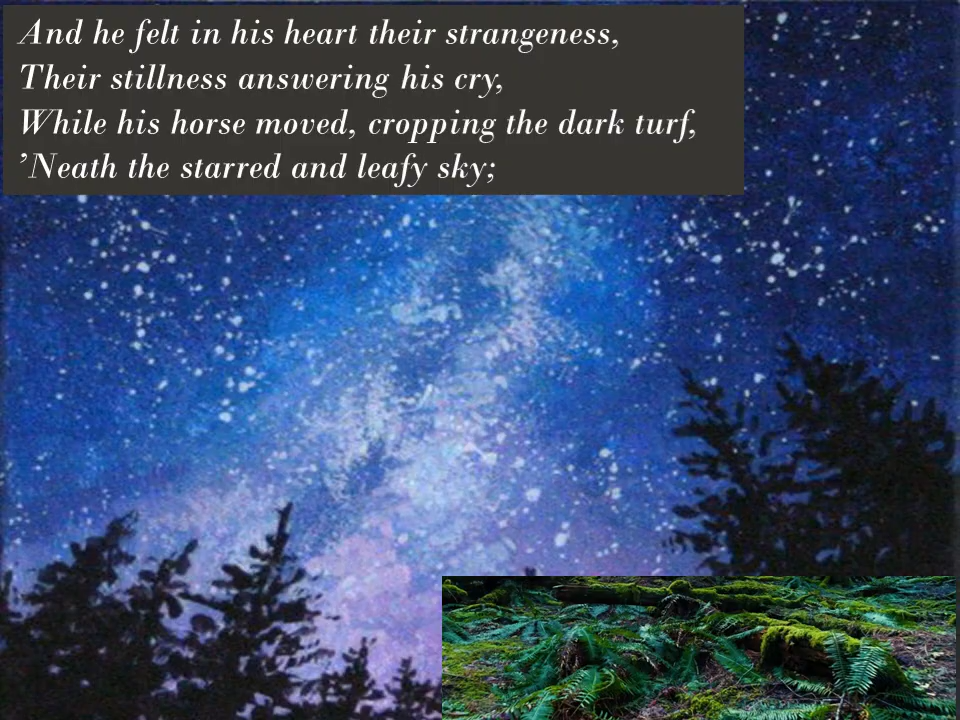 And he felt in his heart their strangeness,
Their stillness answering his cry,
While his horse moved, cropping the dark turf,
’Neath the starred and leafy sky;